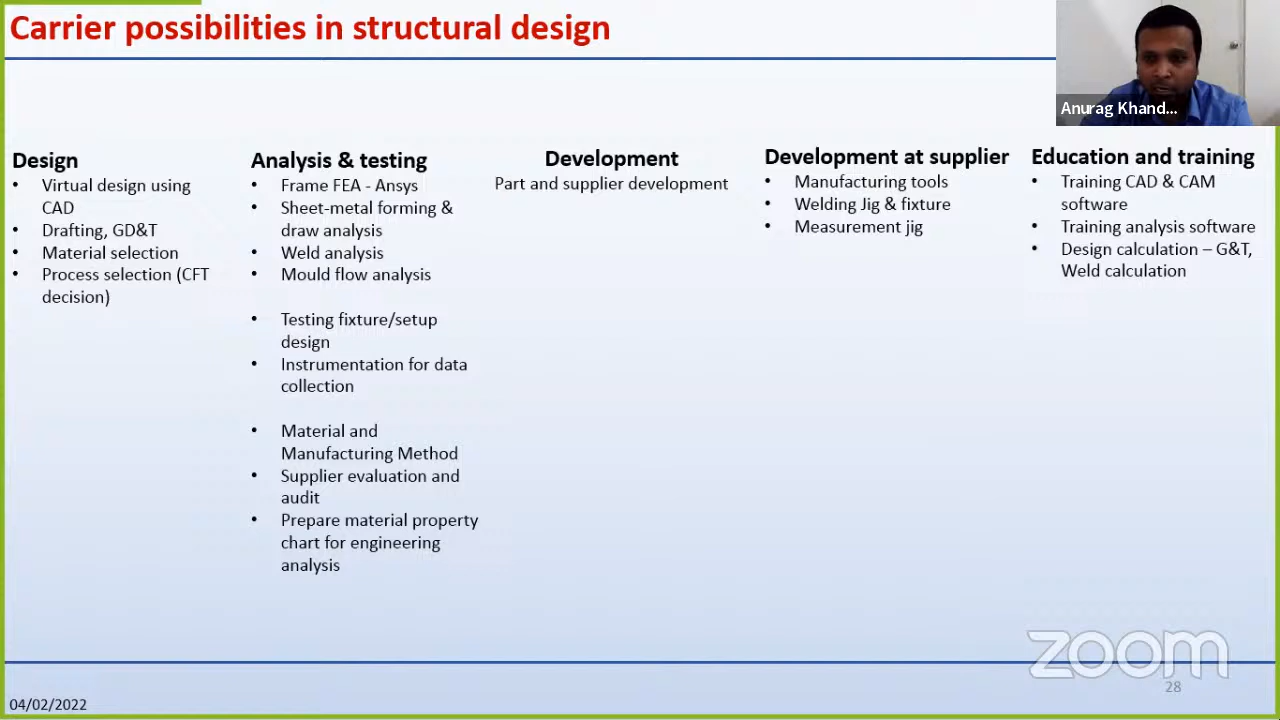 Carrier possibilities in structural design
Anurag Khand...
Design
• Virtual design using
CAD
• Drafting, GD&T
• Material selection
• Process selection (CFT
decision)
Analysis & testing
• Frame FEA - Ansys
• Sheet-metal forming &
draw analysis
• Weld analysis
• Mould flow analysis
• Testing fixture/setup
design
• Instrumentation for data
collection
• Material and
Manufacturing Method
• Supplier evaluation and
audit
• Prepare material property
chart for engineering
analysis
Development
Part and supplier development
Development at supplier
• Manufacturing tools
• Welding Jig & fixture
• Measurement jig
Education and training
• Training CAD & CAM
software
• Training analysis software
• Design calculation – G&T,
Weld calculation
zoom
28
04/02/2022